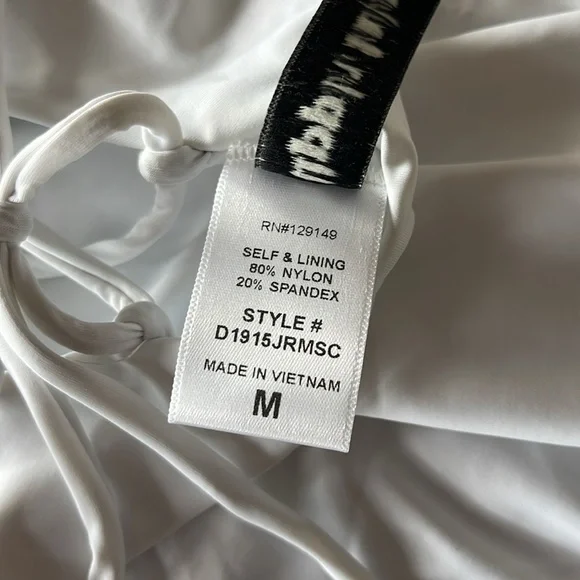 RN#129149
SELF & LINING
80% NYLON
20% SPANDEX
STYLE #
D1915JRMSC
MADE IN VIETNAM
M